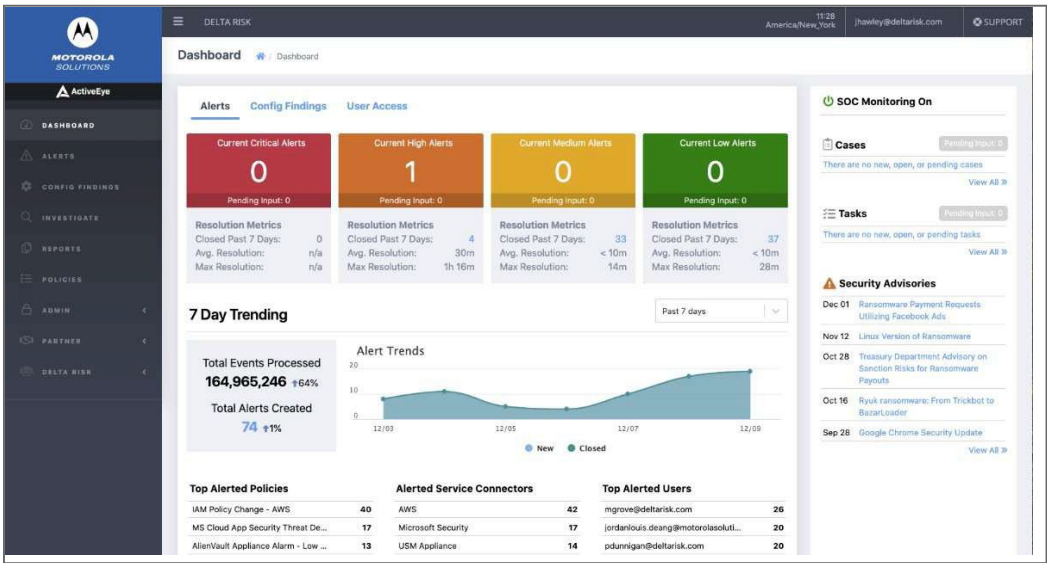 MOTOROLA
SOLUTIONS
ActiveEye
DASHBOARD
ALERTS
CONFIG FINDINGS
INVESTIGATE
REPORTS
POLICIES
ADMIN
PARTNER
DELTA RISK
DELTA RISK
11:28
America/New_York
jhawley@deltarisk.com
SUPPORT
Dashboard / Dashboard
Alerts Config Findings User Access
Current Critical Alerts
0
Pending Input: 0
Resolution Metrics
Closed Past 7 Days: 0
Avg. Resolution: n/a
Max Resolution: n/a
Current High Alerts
1
Pending Input: 0
Resolution Metrics
Closed Past 7 Days: 4
Avg. Resolution: 30m
Max Resolution: 1h 16m
Current Medium Alerts
0
Pending Input: 0
Resolution Metrics
Closed Past 7 Days: 33
Avg. Resolution: < 10m
Max Resolution: 14m
Current Low Alerts
0
Pending Input: 0
Resolution Metrics
Closed Past 7 Days: 37
Avg. Resolution: < 10m
Max Resolution: 28m
7 Day Trending
Past 7 days
Total Events Processed
164,965,246 64%
Total Alerts Created
74 1%
Alert Trends
20
10
0
12/03 12/05 12/07 12/09
New Closed
Top Alerted Policies
IAM Policy Change - AWS 40
MS Cloud App Security Threat De... 17
AlienVault Appliance Alarm - Low ... 13
Alerted Service Connectors
AWS 42
Microsoft Security 17
USM Appliance 14
Top Alerted Users
mgrove@deltarisk.com 26
jordanlouis.deang@motorolasoluti... 20
pdunnigan@deltarisk.com 20
SOC Monitoring On
Cases Pending Input: 0
There are no new, open, or pending cases
View All »
Tasks Pending Input: 0
There are no new, open, or pending tasks
View All »
Security Advisories
Dec 01 Ransomware Payment Requests
Utilizing Facebook Ads
Nov 12 Linux Version of Ransomware
Oct 28 Treasury Department Advisory on
Sanction Risks for Ransomware
Payouts
Oct 16 Ryuk ransomware: From Trickbot to
BazarLoader
Sep 28 Google Chrome Security Update
View All »